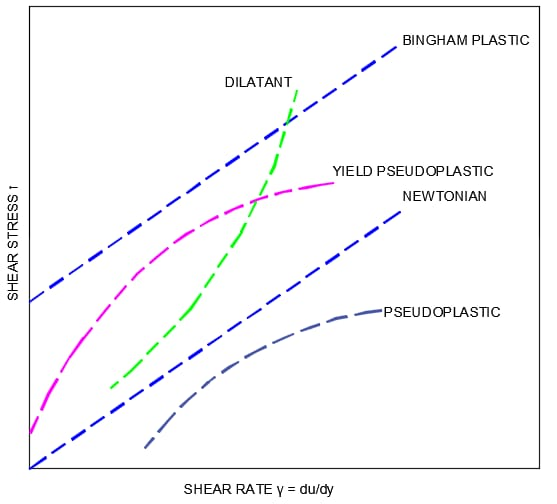 BINGHAM PLASTIC
DILATANT
YIELD PSEUDOPLASTIC
NEWTONIAN
SHEAR STRESS τ
PSEUDOPLASTIC
SHEAR RATE γ = du/dy